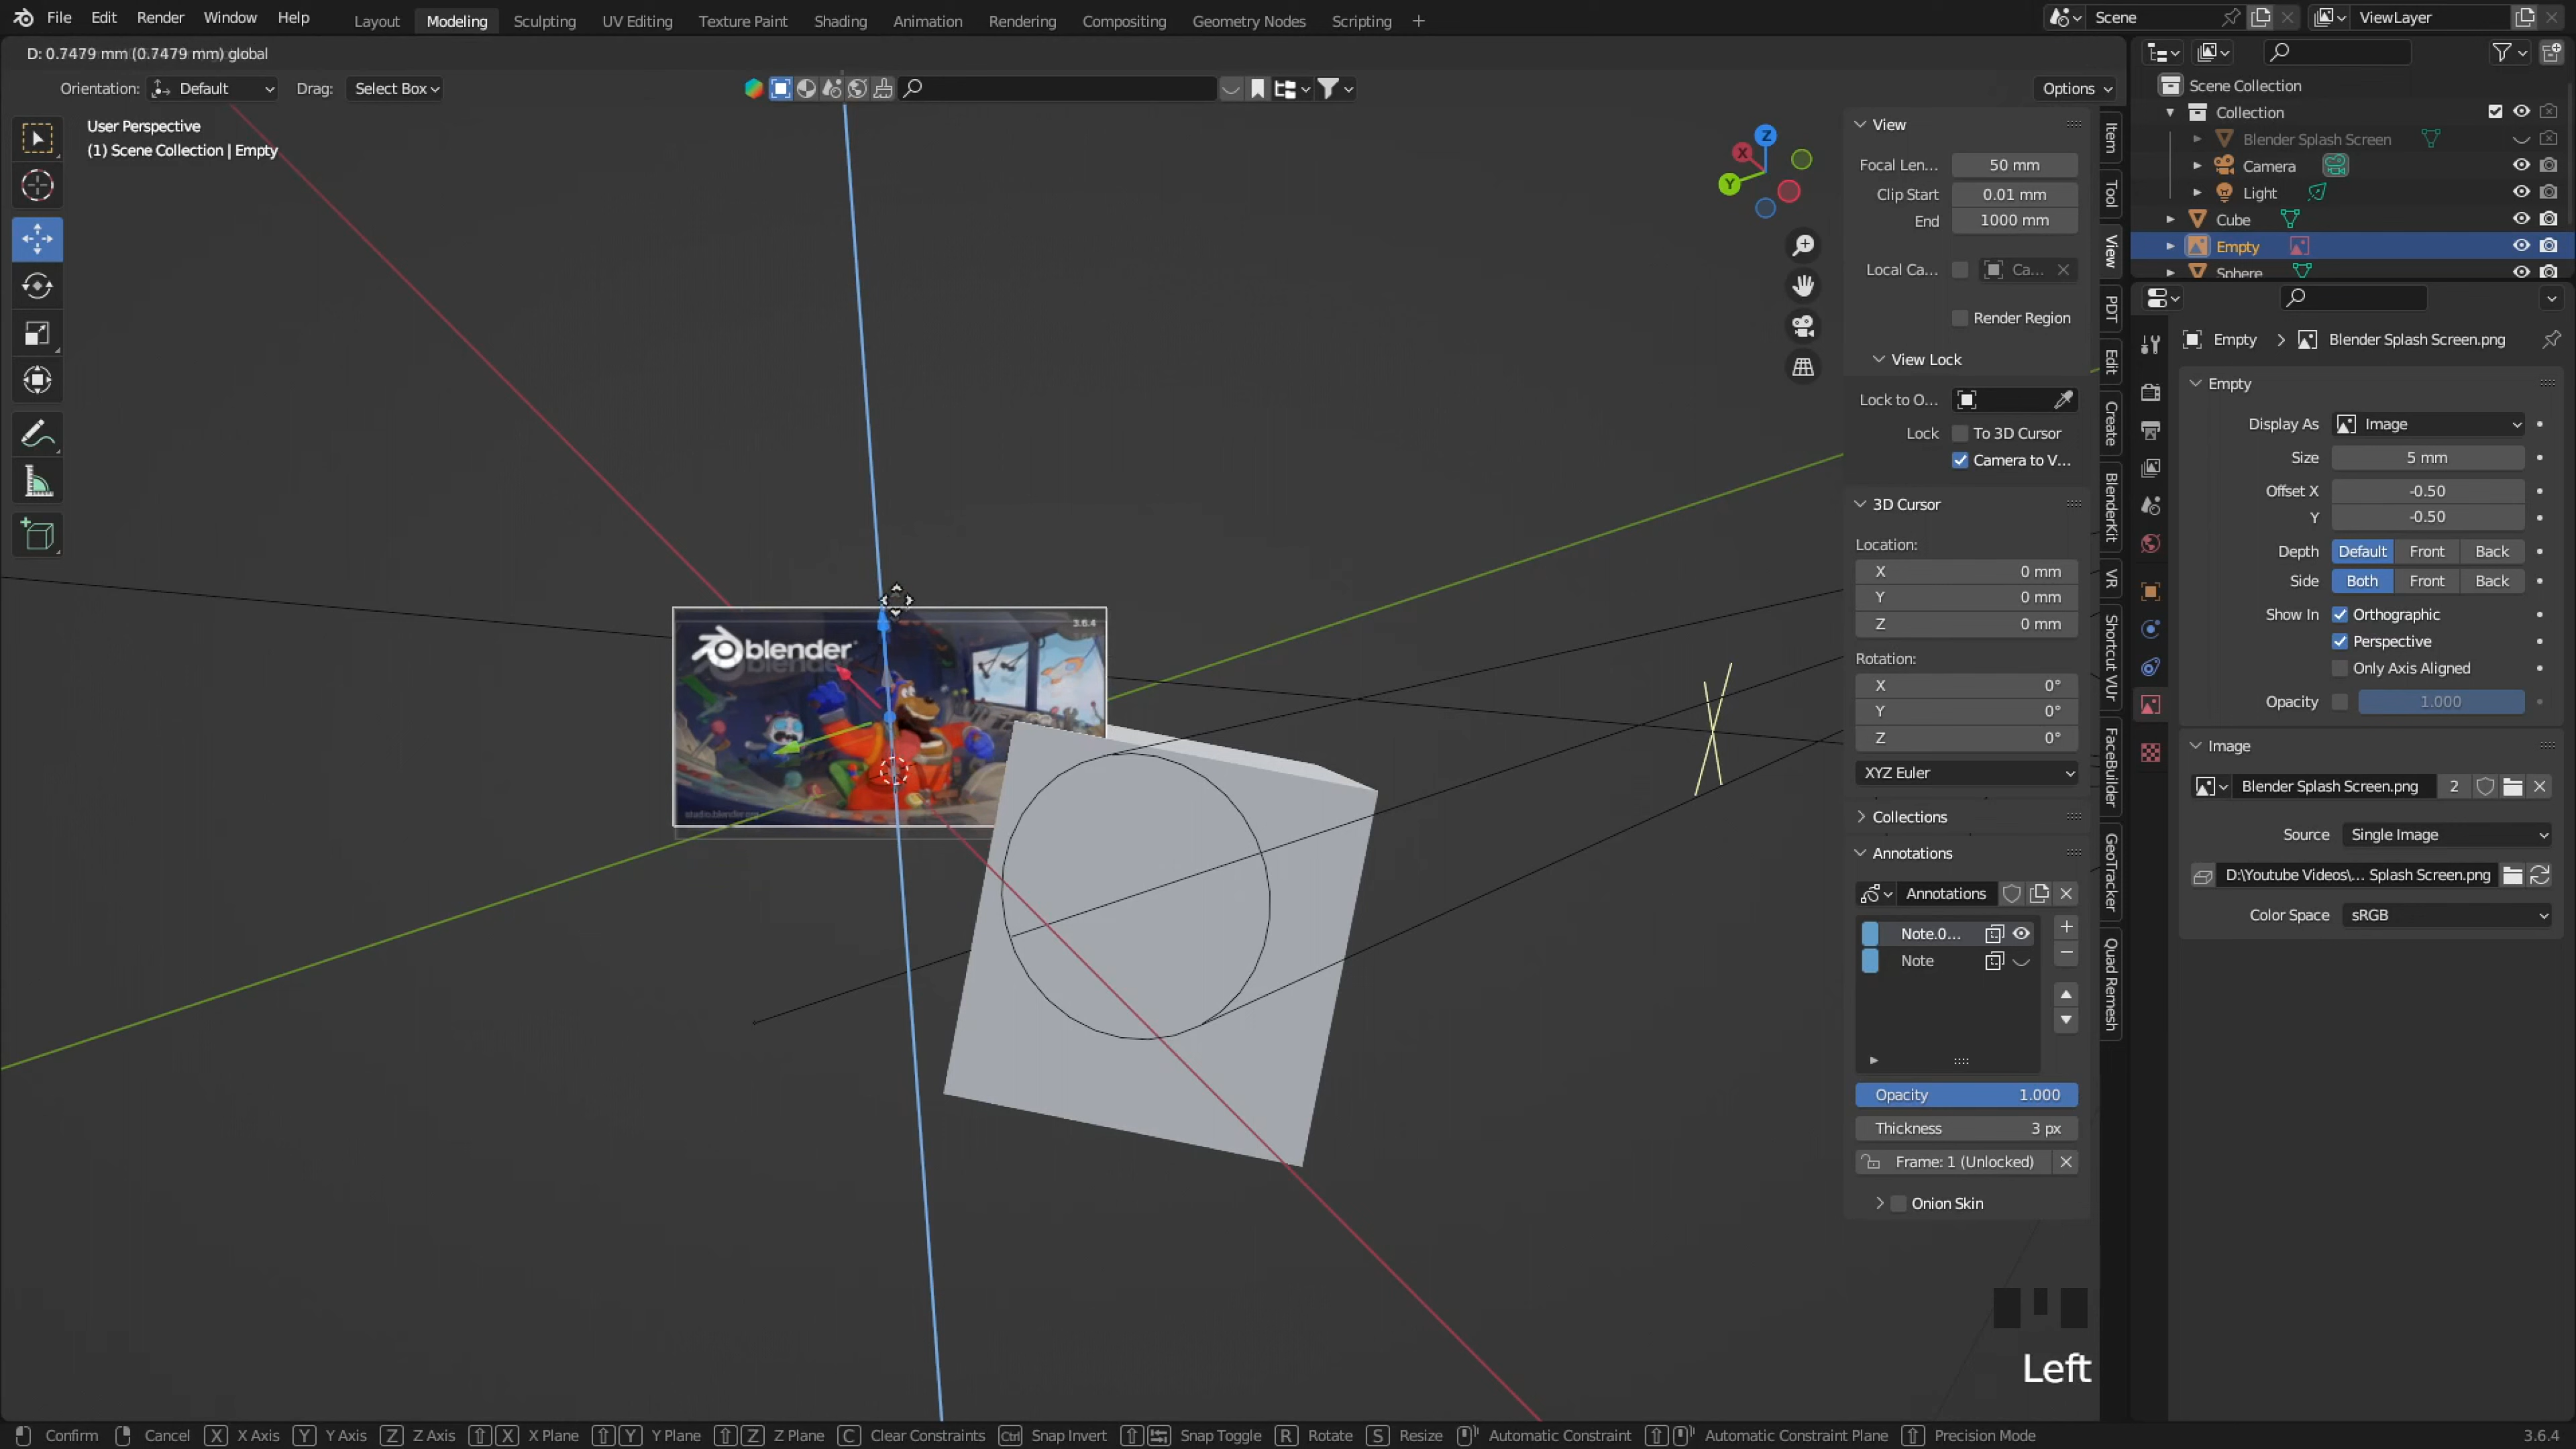 File Edit Render Window Help
Layout Modeling Sculpting UV Editing Texture Paint Shading Animation Rendering Compositing Geometry Nodes Scripting +
Scene
ViewLayer
D: 0.7479 mm (0.7479 mm) global
Orientation: Default Drag: Select Box
Options
User Perspective
(1) Scene Collection | Empty
X
Y
Z
blender
3.6.4
View
Focal Len... 50 mm
Clip Start 0.01 mm
End 1000 mm
Local Ca... Ca...
Render Region
View Lock
Lock to O...
Lock To 3D Cursor
Camera to V...
3D Cursor
Location:
X 0 mm
Y 0 mm
Z 0 mm
Rotation:
X 0°
Y 0°
Z 0°
XYZ Euler
Collections
Annotations
Annotations
Note.0...
Note
Opacity 1.000
Thickness 3 px
Frame: 1 (Unlocked)
Onion Skin
Left
Item
Tool
View
PDT
Edit
Create
BlenderKit
VR
Shortcut VUr
FaceBuilder
GeoTracker
Quad Remesh
Scene Collection
Collection
Blender Splash Screen
Camera
Light
Cube
Empty
Sphere
Empty > Blender Splash Screen.png
Empty
Display As Image
Size 5 mm
Offset X -0.50
Y -0.50
Depth Default Front Back
Side Both Front Back
Show In Orthographic
Perspective
Only Axis Aligned
Opacity 1.000
Image
Blender Splash Screen.png 2
Source Single Image
D:\Youtube Videos\... Splash Screen.png
Color Space sRGB
Confirm Cancel X X Axis Y Y Axis Z Z Axis X X Plane Y Y Plane Z Z Plane C Clear Constraints Ctrl Snap Invert Snap Toggle R Rotate S Resize Automatic Constraint Automatic Constraint Plane Precision Mode 3.6.4